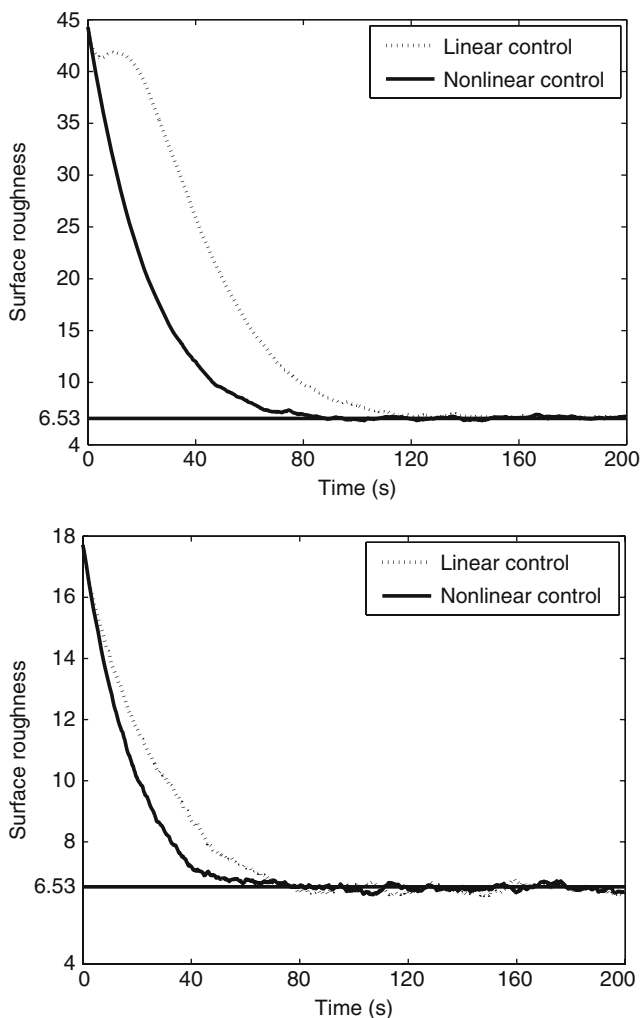 45
40
35
30
25
20
15
10
6.53
4
Surface roughness
Linear control
Nonlinear control
0 40 80 120 160 200
Time (s)
18
16
14
12
10
8
6.53
4
Surface roughness
Linear control
Nonlinear control
0 40 80 120 160 200
Time (s)